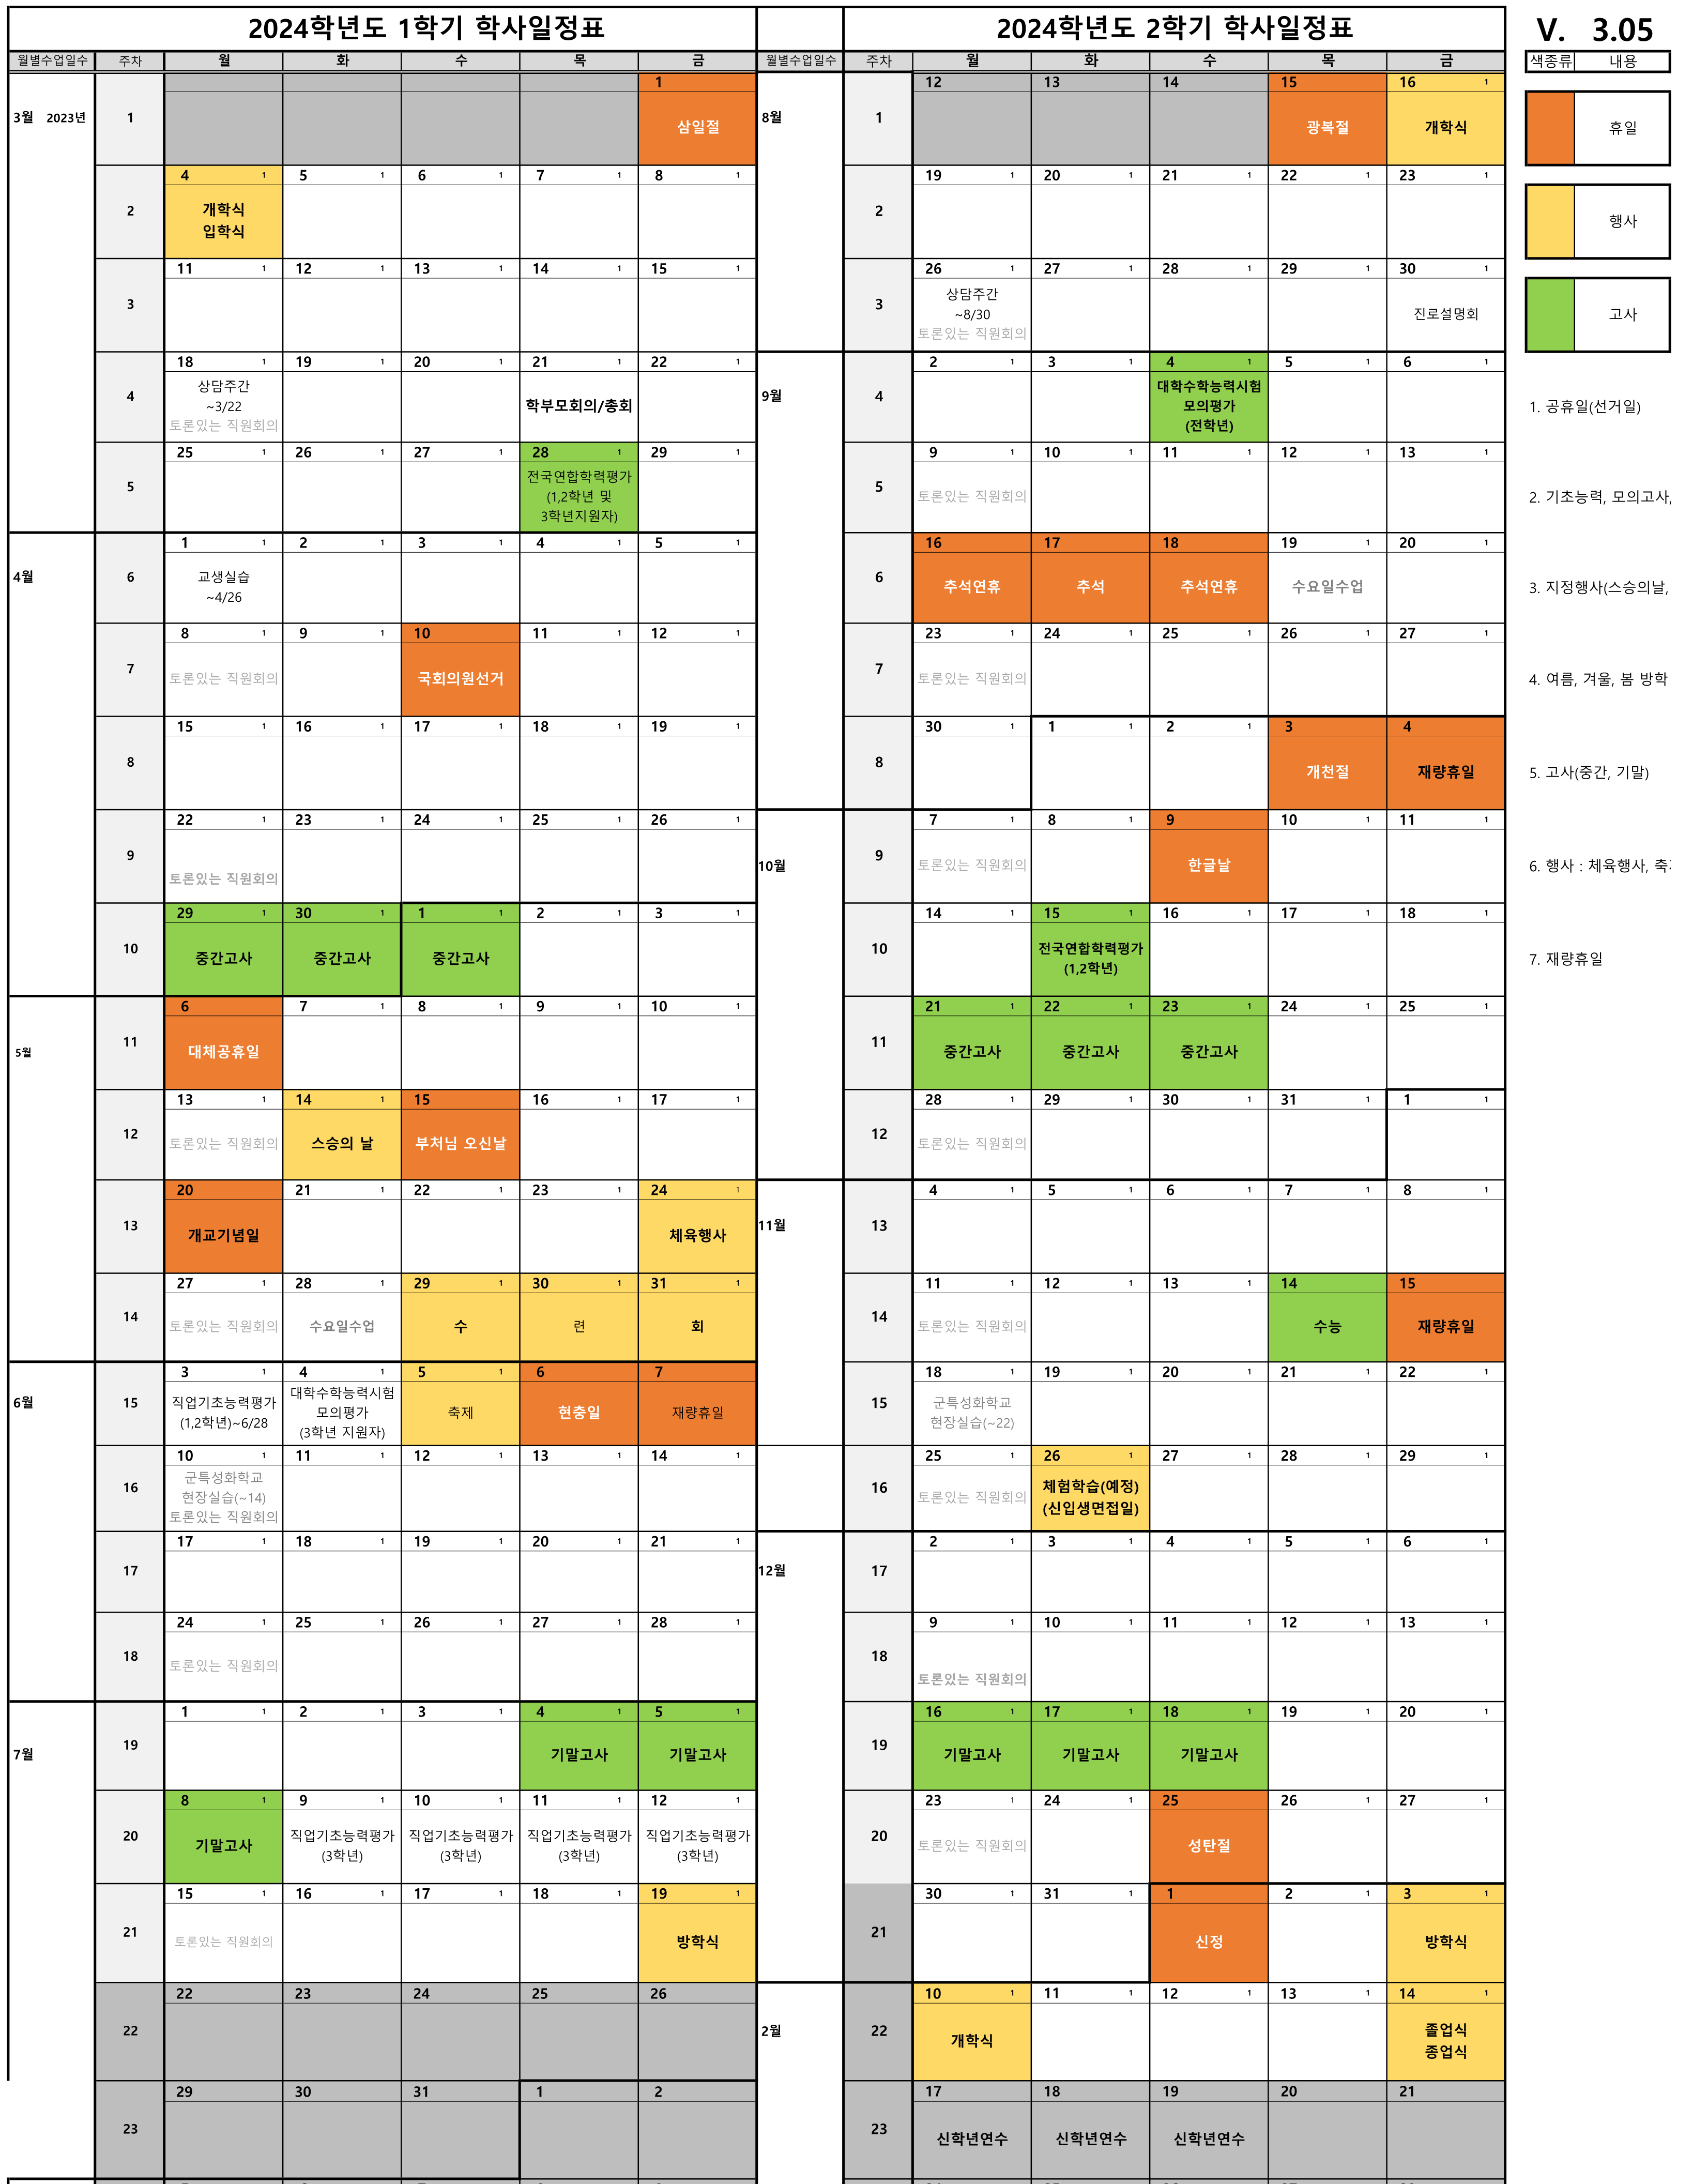 2024학년도 1학기 학사일정표
2024학년도 2학기 학사일정표
V. 3.05
월별수업일수 주차 월 화 수 목 금
월별수업일수 주차 월 화 수 목 금
색종류 내용
3월 2023년
1
1
삼일절
4 1 5 1 6 1 7 1 8 1
2
개학식
입학식
11 1 12 1 13 1 14 1 15 1
3
18 1 19 1 20 1 21 1 22 1
4
상담주간
~3/22
토론있는 직원회의
학부모회의/총회
25 1 26 1 27 1 28 1 29 1
5
전국연합학력평가
(1,2학년 및
3학년지원자)
4월
1 1 2 1 3 1 4 1 5 1
6
교생실습
~4/26
8 1 9 1 10 11 1 12 1
7
토론있는 직원회의
국회의원선거
15 1 16 1 17 1 18 1 19 1
8
22 1 23 1 24 1 25 1 26 1
9
토론있는 직원회의
29 1 30 1 1 1 2 1 3 1
10
중간고사 중간고사 중간고사
5월
6 7 1 8 1 9 1 10 1
11
대체공휴일
13 1 14 1 15 16 1 17 1
12
토론있는 직원회의 스승의 날 부처님 오신날
20 21 1 22 1 23 1 24 1
13
개교기념일 체육행사
27 1 28 1 29 1 30 1 31 1
14
토론있는 직원회의 수요일수업 수 련 회
6월
3 1 4 1 5 1 6 7
15
직업기초능력평가
(1,2학년)~6/28
대학수학능력시험
모의평가
(3학년 지원자)
축제 현충일 재량휴일
10 1 11 1 12 1 13 1 14 1
16
군특성화학교
현장실습(~14)
토론있는 직원회의
17 1 18 1 19 1 20 1 21 1
17
24 1 25 1 26 1 27 1 28 1
18
토론있는 직원회의
7월
1 1 2 1 3 1 4 1 5 1
19
기말고사 기말고사
8 1 9 1 10 1 11 1 12 1
20
기말고사
직업기초능력평가
(3학년)
직업기초능력평가
(3학년)
직업기초능력평가
(3학년)
직업기초능력평가
(3학년)
15 1 16 1 17 1 18 1 19 1
21
토론있는 직원회의 방학식
22 23 24 25 26
22
29 30 31 1 2
23
8월
12 13 14 15 16 1
1
광복절 개학식
19 1 20 1 21 1 22 1 23 1
2
26 1 27 1 28 1 29 1 30 1
3
상담주간
~8/30
토론있는 직원회의
진로설명회
9월
2 1 3 1 4 1 5 1 6 1
4
대학수학능력시험
모의평가
(전학년)
9 1 10 1 11 1 12 1 13 1
5
토론있는 직원회의
16 17 18 19 1 20 1
6
추석연휴 추석 추석연휴 수요일수업
23 1 24 1 25 1 26 1 27 1
7
토론있는 직원회의
30 1 1 1 2 1 3 4
8
개천절 재량휴일
10월
7 1 8 1 9 10 1 11 1
9
토론있는 직원회의 한글날
14 1 15 1 16 1 17 1 18 1
10
전국연합학력평가
(1,2학년)
21 1 22 1 23 1 24 1 25 1
11
중간고사 중간고사 중간고사
28 1 29 1 30 1 31 1 1 1
12
토론있는 직원회의
11월
4 1 5 1 6 1 7 1 8 1
13
11 1 12 1 13 1 14 15
14
토론있는 직원회의 수능 재량휴일
18 1 19 1 20 1 21 1 22 1
15
군특성화학교
현장실습(~22)
25 1 26 1 27 1 28 1 29 1
16
토론있는 직원회의
체험학습(예정)
(신입생면접일)
12월
2 1 3 1 4 1 5 1 6 1
17
9 1 10 1 11 1 12 1 13 1
18
토론있는 직원회의
16 1 17 1 18 1 19 1 20 1
19
기말고사 기말고사 기말고사
23 1 24 1 25 26 1 27 1
20
토론있는 직원회의 성탄절
30 1 31 1 1 2 1 3 1
21
신정 방학식
2월
10 1 11 1 12 1 13 1 14 1
22
개학식
졸업식
종업식
17 18 19 20 21
23
신학년연수 신학년연수 신학년연수
휴일
행사
고사
1. 공휴일(선거일)
2. 기초능력, 모의고사,
3. 지정행사(스승의날,
4. 여름, 겨울, 봄 방학
5. 고사(중간, 기말)
6. 행사 : 체육행사,
7. 재량휴일